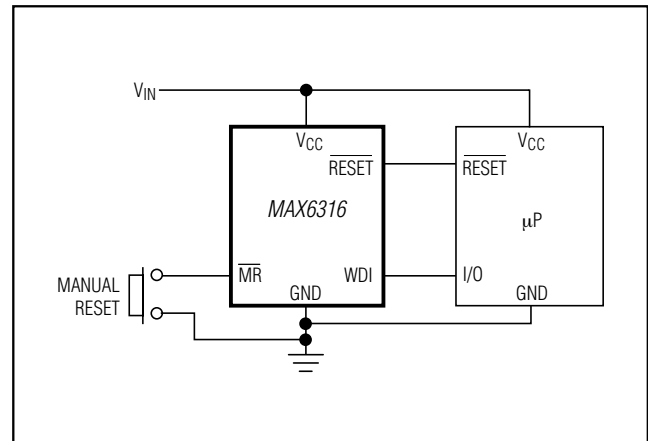 VIN
VCC
RESET
MAX6316
MR
WDI
GND
VCC
RESET
µP
I/O
GND
MANUAL
RESET